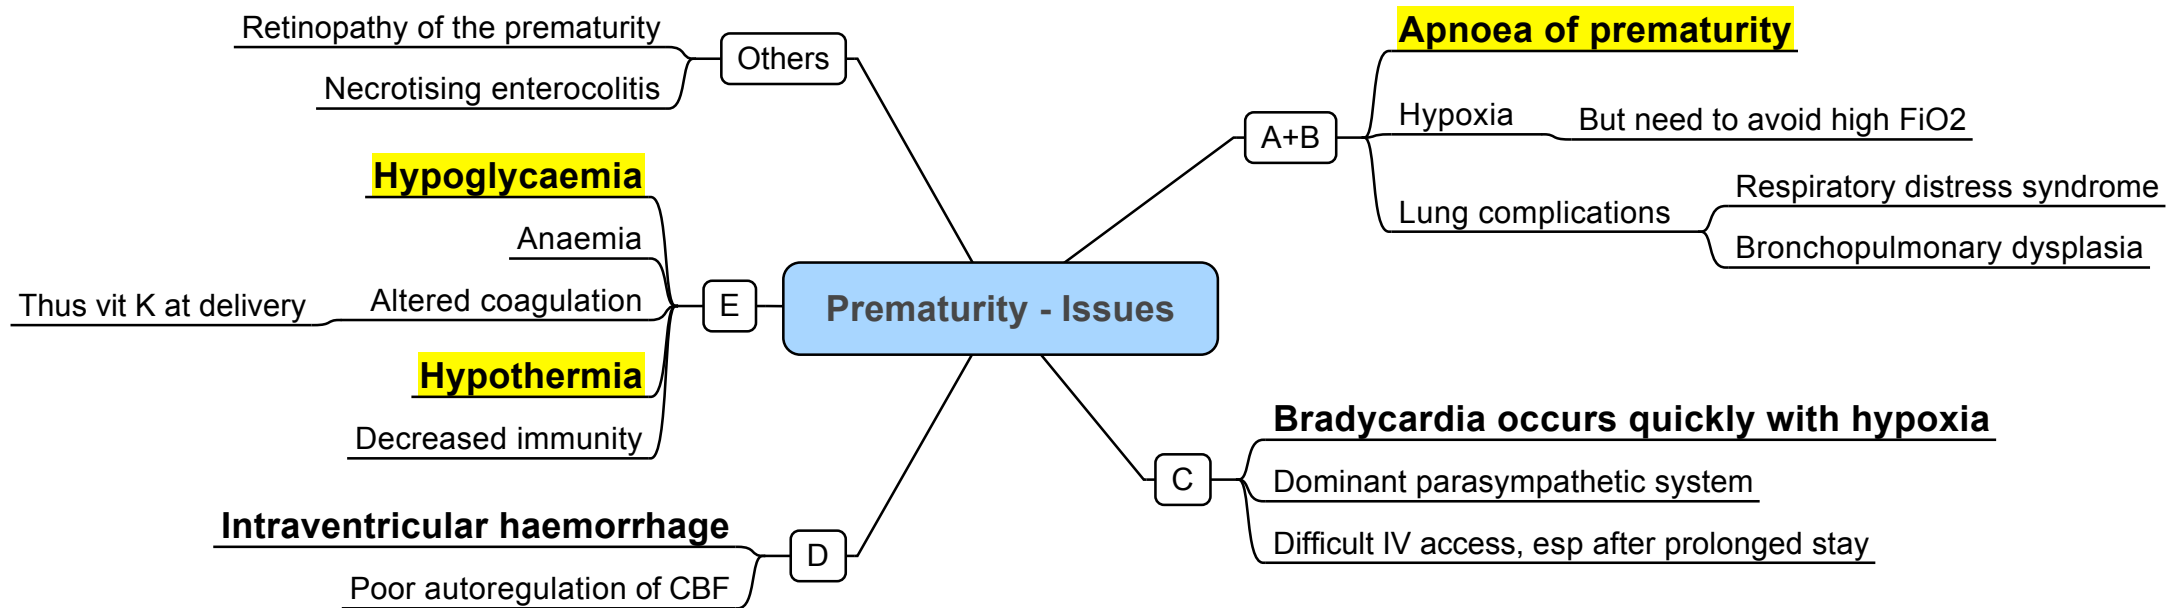 Prematurity - Issues
A+B
Apnoea of prematurity
Hypoxia
But need to avoid high FiO2
Lung complications
Respiratory distress syndrome
Bronchopulmonary dysplasia
C
Bradycardia occurs quickly with hypoxia
Dominant parasympathetic system
Difficult IV access, esp after prolonged stay
D
Intraventricular haemorrhage
Poor autoregulation of CBF
E
Hypoglycaemia
Anaemia
Altered coagulation
Thus vit K at delivery
Hypothermia
Decreased immunity
Others
Retinopathy of the prematurity
Necrotising enterocolitis